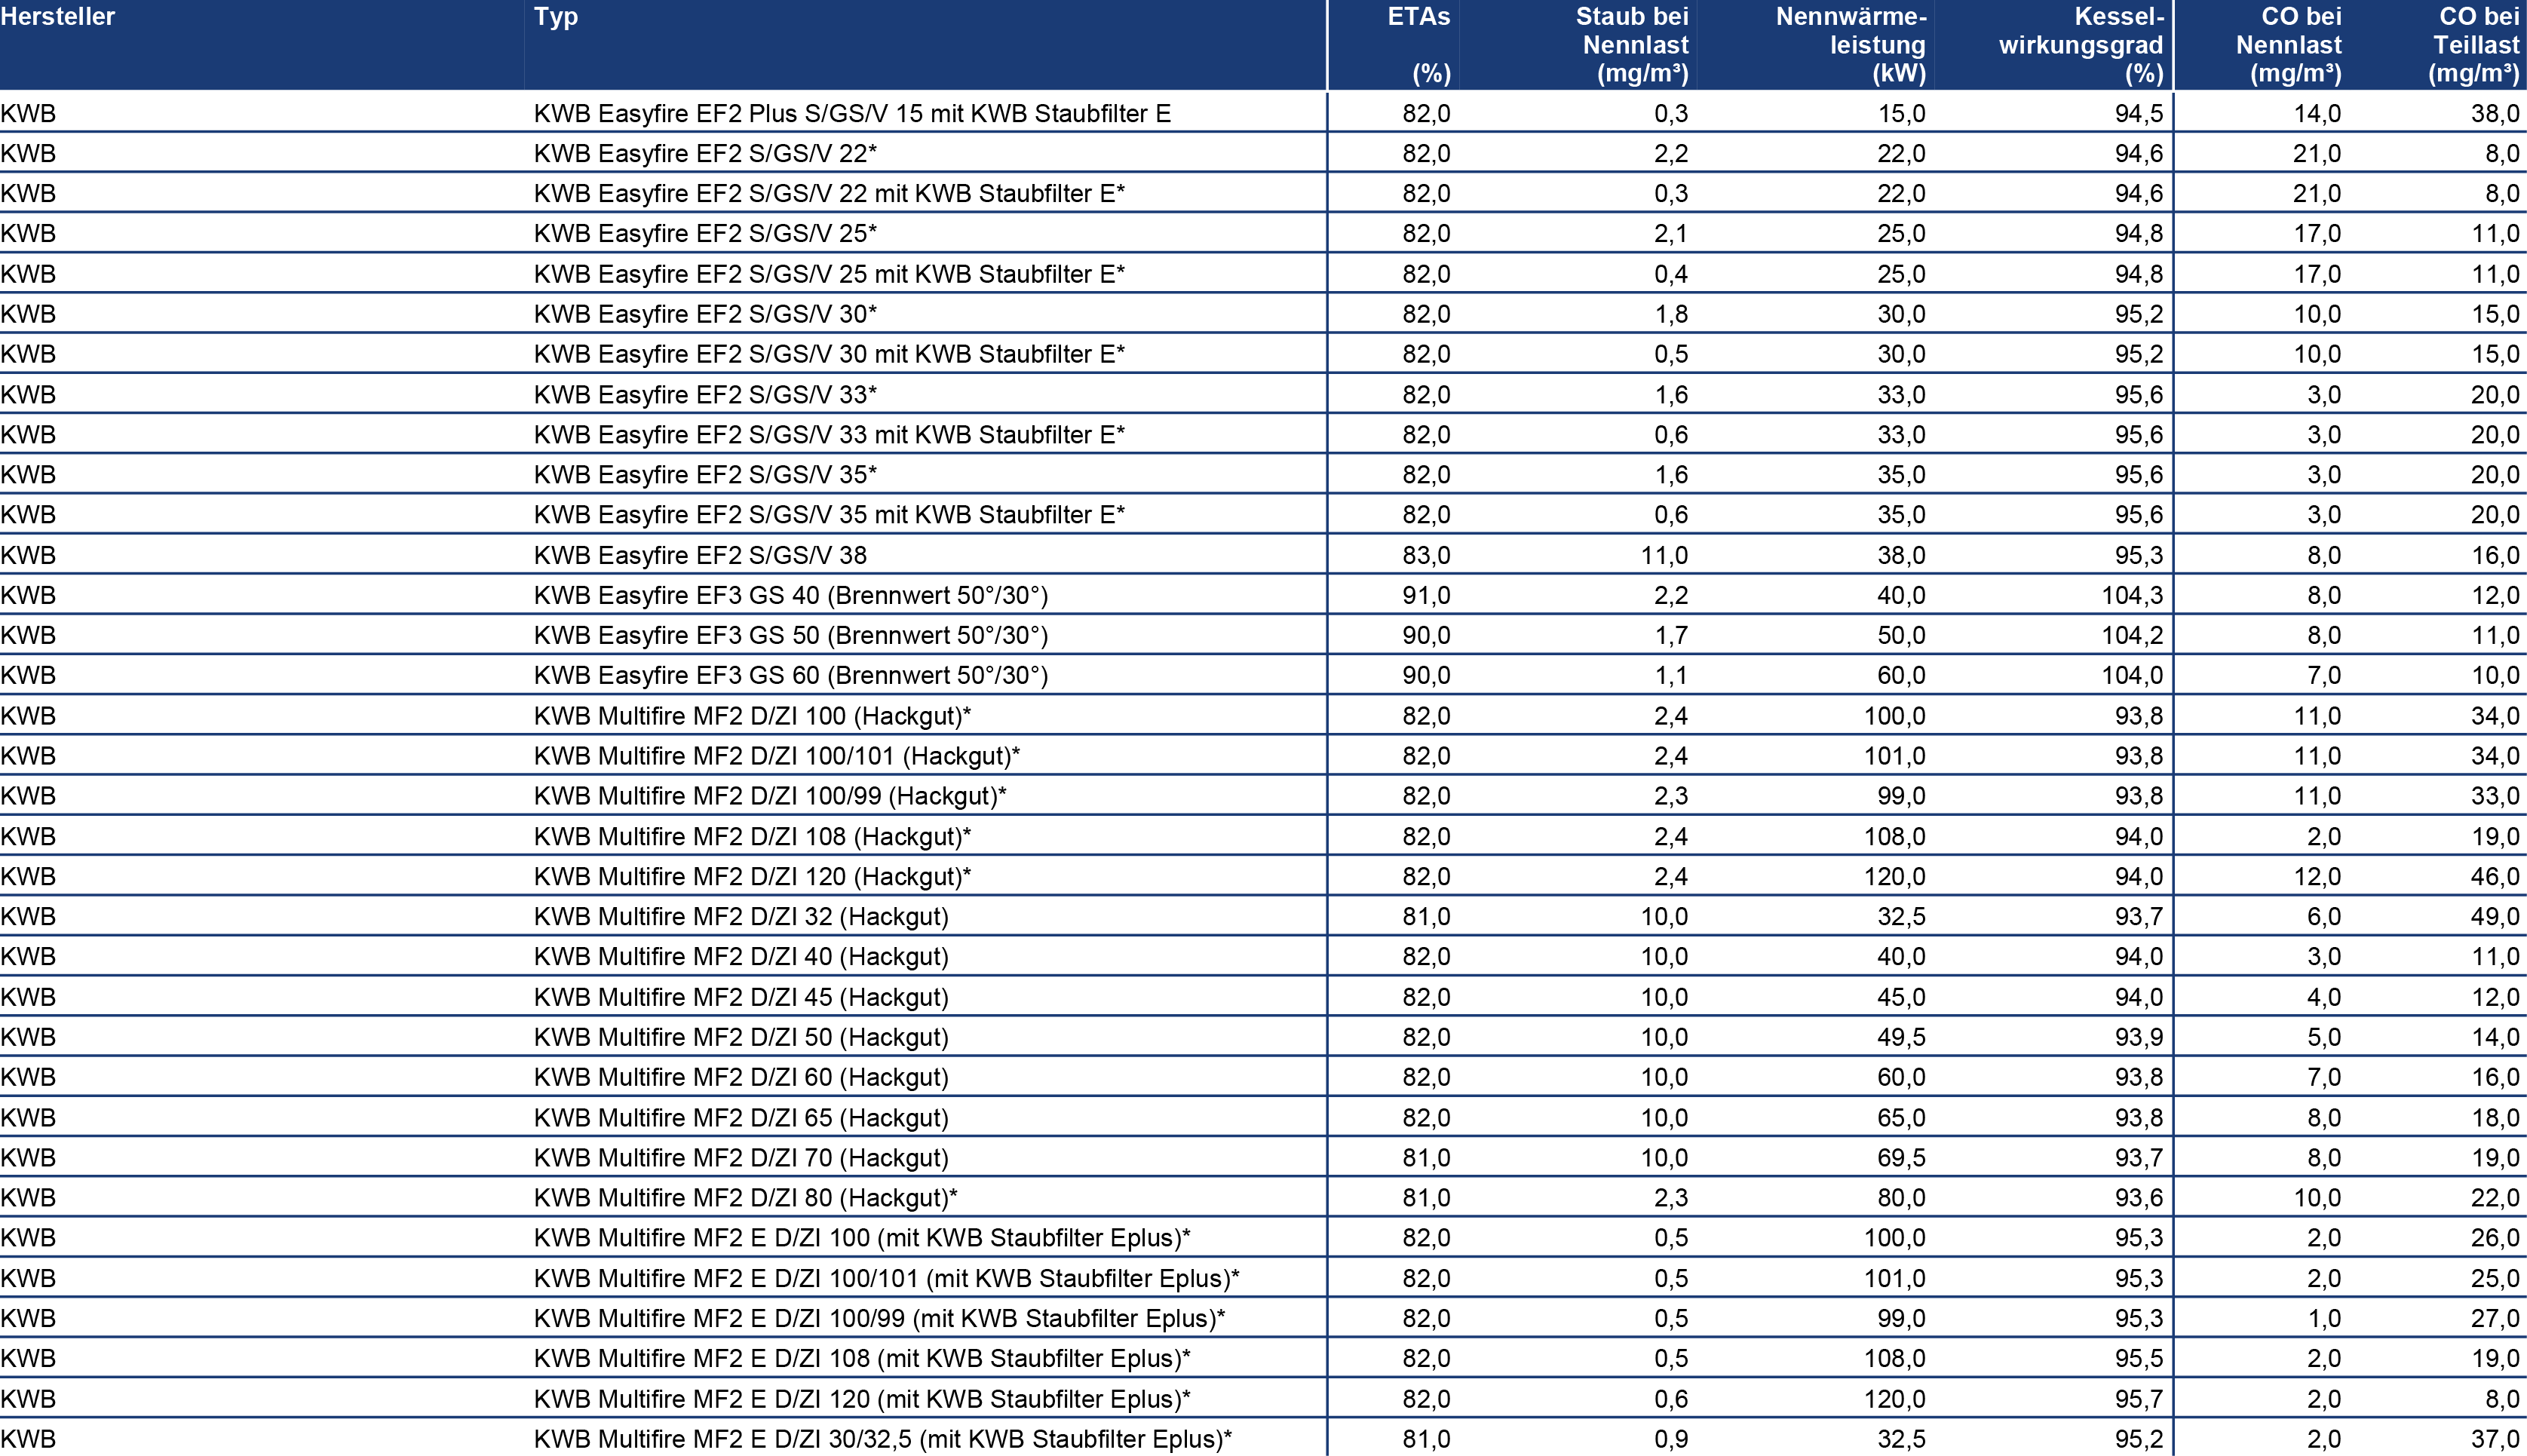 Hersteller Typ ETAs Staub bei Nennwärme- Kessel- CO bei CO bei
Nennlast leistung wirkungsgrad Nennlast Teillast
(%) (mg/m³) (kW) (%) (mg/m³) (mg/m³)
KWB KWB Easyfire EF2 Plus S/GS/V 15 mit KWB Staubfilter E 82,0 0,3 15,0 94,5 14,0 38,0
KWB KWB Easyfire EF2 S/GS/V 22* 82,0 2,2 22,0 94,6 21,0 8,0
KWB KWB Easyfire EF2 S/GS/V 22 mit KWB Staubfilter E* 82,0 0,3 22,0 94,6 21,0 8,0
KWB KWB Easyfire EF2 S/GS/V 25* 82,0 2,1 25,0 94,8 17,0 11,0
KWB KWB Easyfire EF2 S/GS/V 25 mit KWB Staubfilter E* 82,0 0,4 25,0 94,8 17,0 11,0
KWB KWB Easyfire EF2 S/GS/V 30* 82,0 1,8 30,0 95,2 10,0 15,0
KWB KWB Easyfire EF2 S/GS/V 30 mit KWB Staubfilter E* 82,0 0,5 30,0 95,2 10,0 15,0
KWB KWB Easyfire EF2 S/GS/V 33* 82,0 1,6 33,0 95,6 3,0 20,0
KWB KWB Easyfire EF2 S/GS/V 33 mit KWB Staubfilter E* 82,0 0,6 33,0 95,6 3,0 20,0
KWB KWB Easyfire EF2 S/GS/V 35* 82,0 1,6 35,0 95,6 3,0 20,0
KWB KWB Easyfire EF2 S/GS/V 35 mit KWB Staubfilter E* 82,0 0,6 35,0 95,6 3,0 20,0
KWB KWB Easyfire EF2 S/GS/V 38 83,0 11,0 38,0 95,3 8,0 16,0
KWB KWB Easyfire EF3 GS 40 (Brennwert 50°/30°) 91,0 2,2 40,0 104,3 8,0 12,0
KWB KWB Easyfire EF3 GS 50 (Brennwert 50°/30°) 90,0 1,7 50,0 104,2 8,0 11,0
KWB KWB Easyfire EF3 GS 60 (Brennwert 50°/30°) 90,0 1,1 60,0 104,0 7,0 10,0
KWB KWB Multifire MF2 D/ZI 100 (Hackgut)* 82,0 2,4 100,0 93,8 11,0 34,0
KWB KWB Multifire MF2 D/ZI 100/101 (Hackgut)* 82,0 2,4 101,0 93,8 11,0 34,0
KWB KWB Multifire MF2 D/ZI 100/99 (Hackgut)* 82,0 2,3 99,0 93,8 11,0 33,0
KWB KWB Multifire MF2 D/ZI 108 (Hackgut)* 82,0 2,4 108,0 94,0 2,0 19,0
KWB KWB Multifire MF2 D/ZI 120 (Hackgut)* 82,0 2,4 120,0 94,0 12,0 46,0
KWB KWB Multifire MF2 D/ZI 32 (Hackgut) 81,0 10,0 32,5 93,7 6,0 49,0
KWB KWB Multifire MF2 D/ZI 40 (Hackgut) 82,0 10,0 40,0 94,0 3,0 11,0
KWB KWB Multifire MF2 D/ZI 45 (Hackgut) 82,0 10,0 45,0 94,0 4,0 12,0
KWB KWB Multifire MF2 D/ZI 50 (Hackgut) 82,0 10,0 49,5 93,9 5,0 14,0
KWB KWB Multifire MF2 D/ZI 60 (Hackgut) 82,0 10,0 60,0 93,8 7,0 16,0
KWB KWB Multifire MF2 D/ZI 65 (Hackgut) 82,0 10,0 65,0 93,8 8,0 18,0
KWB KWB Multifire MF2 D/ZI 70 (Hackgut) 81,0 10,0 69,5 93,7 8,0 19,0
KWB KWB Multifire MF2 D/ZI 80 (Hackgut)* 81,0 2,3 80,0 93,6 10,0 22,0
KWB KWB Multifire MF2 E D/ZI 100 (mit KWB Staubfilter Eplus)* 82,0 0,5 100,0 95,3 2,0 26,0
KWB KWB Multifire MF2 E D/ZI 100/101 (mit KWB Staubfilter Eplus)* 82,0 0,5 101,0 95,3 2,0 25,0
KWB KWB Multifire MF2 E D/ZI 100/99 (mit KWB Staubfilter Eplus)* 82,0 0,5 99,0 95,3 1,0 27,0
KWB KWB Multifire MF2 E D/ZI 108 (mit KWB Staubfilter Eplus)* 82,0 0,5 108,0 95,5 2,0 19,0
KWB KWB Multifire MF2 E D/ZI 120 (mit KWB Staubfilter Eplus)* 82,0 0,6 120,0 95,7 2,0 8,0
KWB KWB Multifire MF2 E D/ZI 30/32,5 (mit KWB Staubfilter Eplus)* 81,0 0,9 32,5 95,2 2,0 37,0